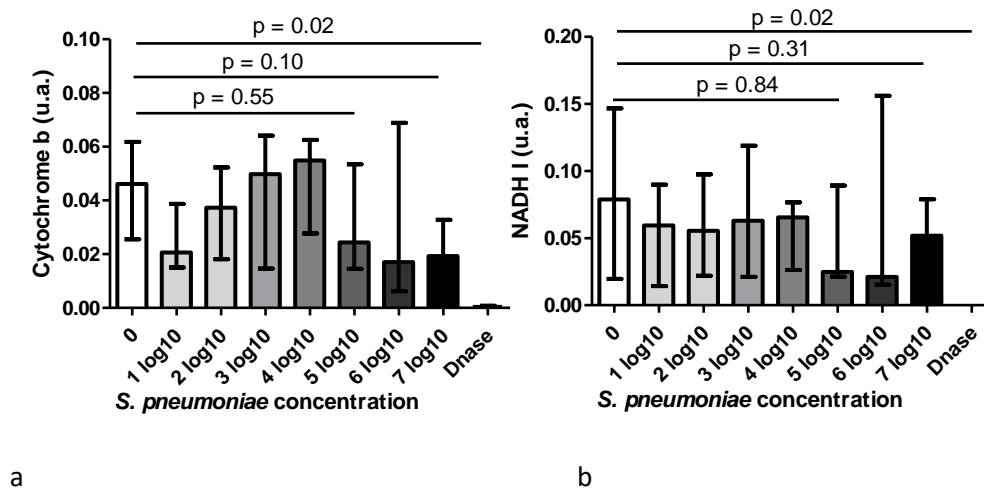 p = 0.02
p = 0.10
p = 0.55
Cytochrome b (u.a.)
0.10
0.08
0.06
0.04
0.02
0.00
0
1 log10
2 log10
3 log10
4 log10
5 log10
6 log10
7 log10
Dnase
S. pneumoniae concentration
a
p = 0.02
p = 0.31
p = 0.84
NADH I (u.a.)
0.20
0.15
0.10
0.05
0.00
0
1 log10
2 log10
3 log10
4 log10
5 log10
6 log10
7 log10
Dnase
S. pneumoniae concentration
b